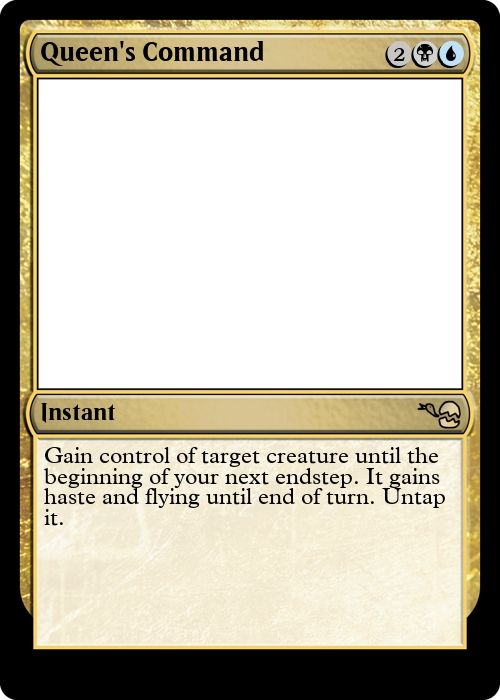 Queen's Command 2
Instant
Gain control of target creature until the
beginning of your next endstep. It gains
haste and flying until end of turn. Untap
it.